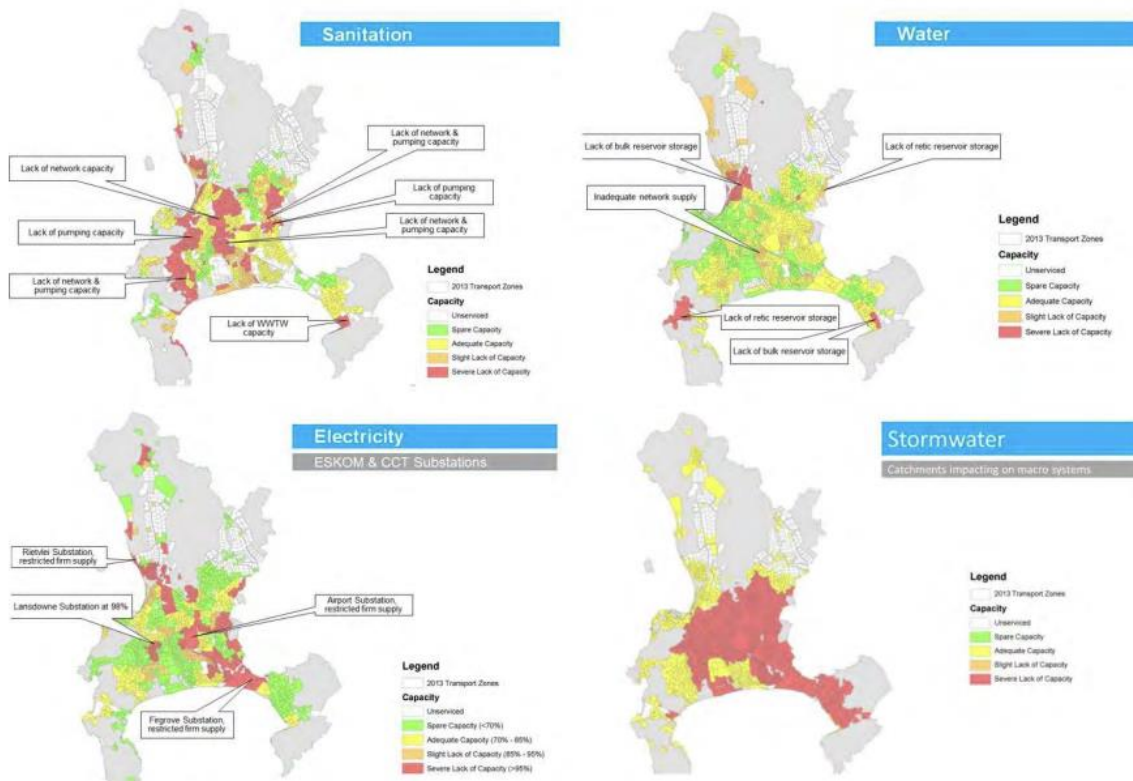 Sanitation
Lack of network &
pumping capacity
Lack of network capacity
Lack of pumping
capacity
Lack of network &
pumping capacity
Lack of pumping capacity
Lack of network &
pumping capacity
Lack of WWTW
capacity
Legend
2013 Transport Zones
Capacity
Unserviced
Spare Capacity
Adequate Capacity
Slight Lack of Capacity
Severe Lack of Capacity
Water
Lack of bulk reservoir storage
Lack of retic reservoir storage
Inadequate network supply
Lack of retic reservoir storage
Lack of bulk reservoir storage
Legend
2013 Transport Zones
Capacity
Unserviced
Spare Capacity
Adequate Capacity
Slight Lack of Capacity
Severe Lack of Capacity
Electricity
ESKOM & CCT Substations
Rietvlei Substation,
restricted firm supply
Lansdowne Substation at 98%
Airport Substation,
restricted firm supply
Firgrove Substation,
restricted firm supply
Legend
2013 Transport Zones
Capacity
Unserviced
Spare Capacity (<70%)
Adequate Capacity (70% - 85%)
Slight Lack of Capacity (85% - 95%)
Severe Lack of Capacity (>95%)
Stormwater
Catchments impacting on macro systems
Legend
2013 Transport Zones
Capacity
Unserviced
Spare Capacity
Adequate Capacity
Slight Lack of Capacity
Severe Lack of Capacity